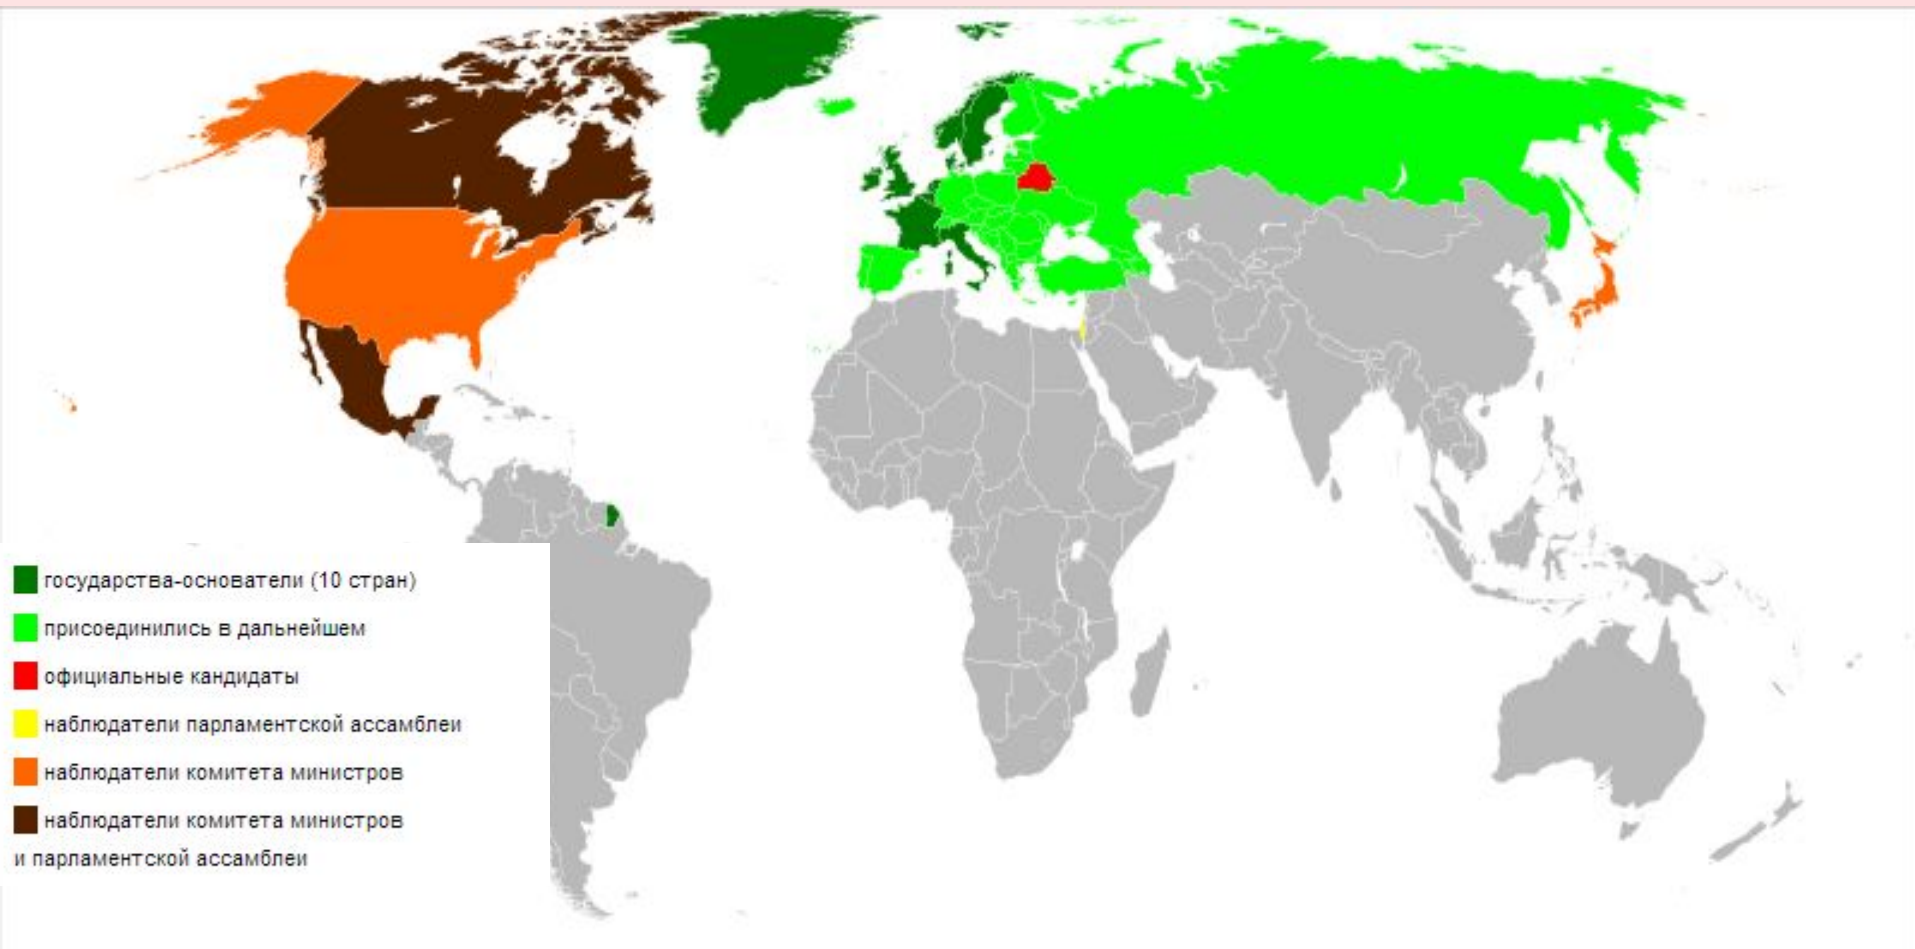 государства-основатели (10 стран)
присоединились в дальнейшем
официальные кандидаты
наблюдатели парламентской ассамблеи
наблюдатели комитета министров
наблюдатели комитета министров
и парламентской ассамблеи